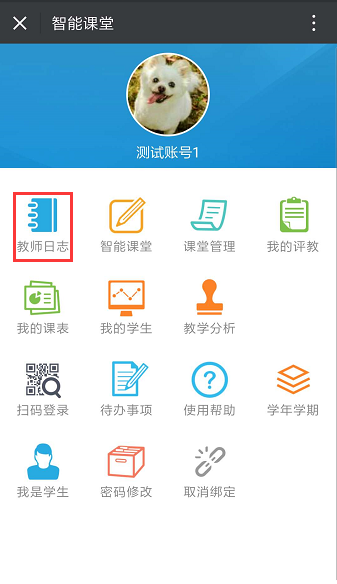 智能课堂
测试账号1
教师日志 智能课堂 课堂管理 我的评教
我的课表 我的学生 教学分析
扫码登录 待办事项 使用帮助 学年学期
我是学生 密码修改 取消绑定